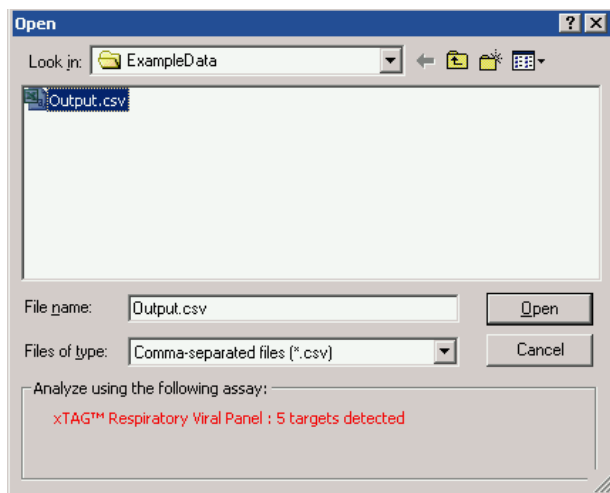 Open
Look in: ExampleData
Output.csv
File name: Output.csv
Open
Files of type: Comma-separated files (*.csv)
Cancel
Analyze using the following assay:
xTAG™ Respiratory Viral Panel : 5 targets detected